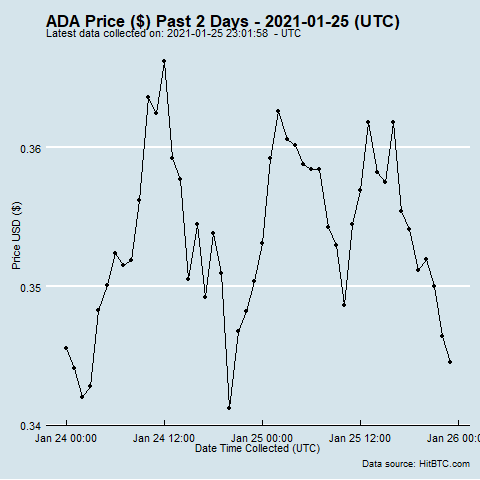 ADA Price ($) Past 2 Days - 2021-01-25 (UTC)
Latest data collected on: 2021-01-25 23:01:58 - UTC
0.36
0.35
0.34
Price USD ($)
Jan 24 00:00 Jan 24 12:00 Jan 25 00:00 Jan 25 12:00 Jan 26 00:0
Date Time Collected (UTC)
Data source: HitBTC.com